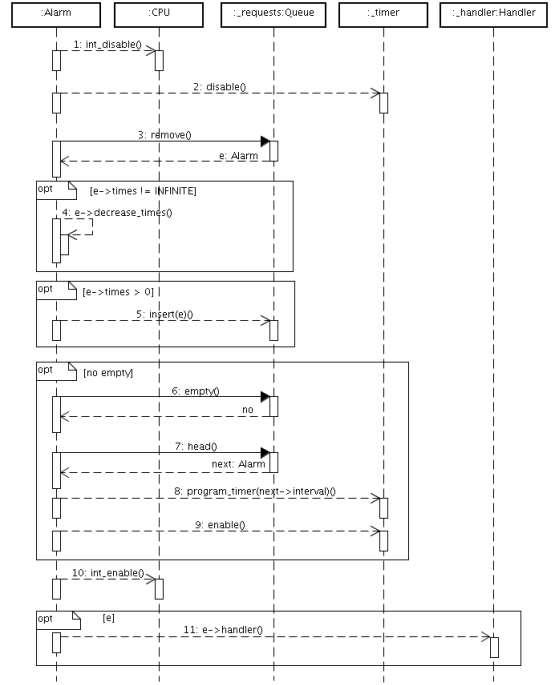 :Alarm :CPU :_requests:Queue :_timer :_handler:Handler
1: int_disable()
2: disable()
3: remove()
e: Alarm
opt [e->times != INFINITE]
4: e->decrease_times()
opt [e->times > 0]
5: insert(e)()
opt [no empty]
6: empty()
no
7: head()
next: Alarm
8: program_timer(next->interval)()
9: enable()
10: int_enable()
opt [e]
11: e->handler()